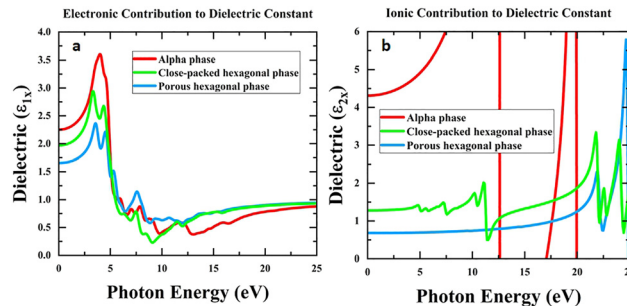 Electronic Contribution to Dielectric Constant
a
Alpha phase
Close-packed hexagonal phase
Porous hexagonal phase
Dielectric (ε1x)
4.0
3.5
3.0
2.5
2.0
1.5
1.0
0.5
0.0
0 5 10 15 20 25
Photon Energy (eV)
Ionic Contribution to Dielectric Constant
b
Alpha phase
Close-packed hexagonal phase
Porous hexagonal phase
Dielectric (ε2x)
6
5
4
3
2
1
0
0 5 10 15 20 25
Photon Energy (eV)